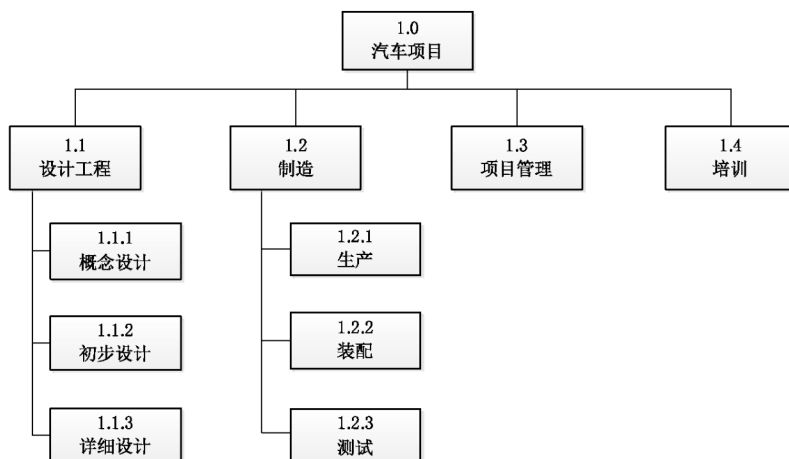 1.0
汽车项目
1.1
设计工程
1.2
制造
1.3
项目管理
1.4
培训
1.1.1
概念设计
1.2.1
生产
1.1.2
初步设计
1.2.2
装配
1.1.3
详细设计
1.2.3
测试